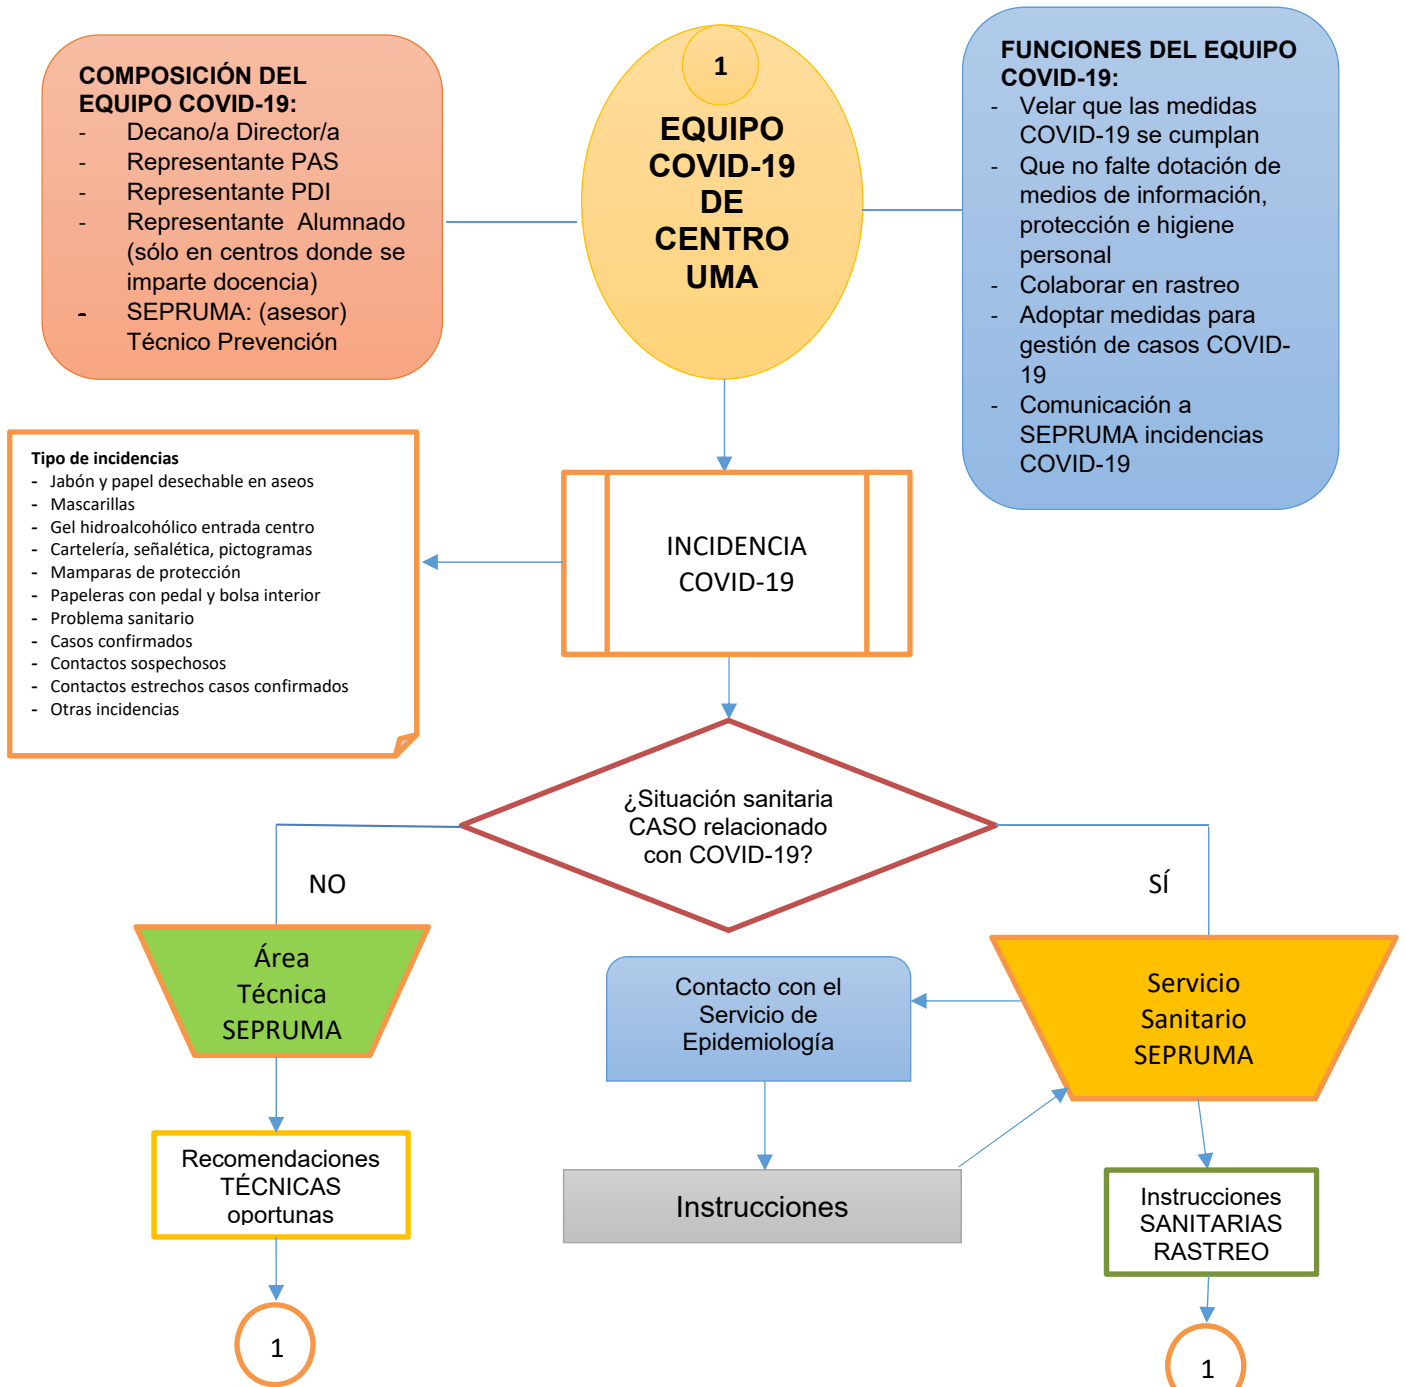 COMPOSICIÓN DEL
EQUIPO COVID-19:
- Decano/a Director/a
- Representante PAS
- Representante PDI
- Representante Alumnado
(sólo en centros donde se
imparte docencia)
- SEPRUMA: (asesor)
Técnico Prevención
1
EQUIPO
COVID-19
DE
CENTRO
UMA
FUNCIONES DEL EQUIPO
COVID-19:
- Velar que las medidas
COVID-19 se cumplan
- Que no falte dotación de
medios de información,
protección e higiene
personal
- Colaborar en rastreo
- Adoptar medidas para
gestión de casos COVID-
19
- Comunicación a
SEPRUMA incidencias
COVID-19
Tipo de incidencias
- Jabón y papel desechable en aseos
- Mascarillas
- Gel hidroalcohólico entrada centro
- Cartelería, señalética, pictogramas
- Mamparas de protección
- Papeleras con pedal y bolsa interior
- Problema sanitario
- Casos confirmados
- Contactos sospechosos
- Contactos estrechos casos confirmados
- Otras incidencias
INCIDENCIA
COVID-19
¿Situación sanitaria
CASO relacionado
con COVID-19?
NO
SÍ
Área
Técnica
SEPRUMA
Contacto con el
Servicio de
Epidemiología
Servicio
Sanitario
SEPRUMA
Recomendaciones
TÉCNICAS
oportunas
Instrucciones
Instrucciones
SANITARIAS
RASTREO
1
1